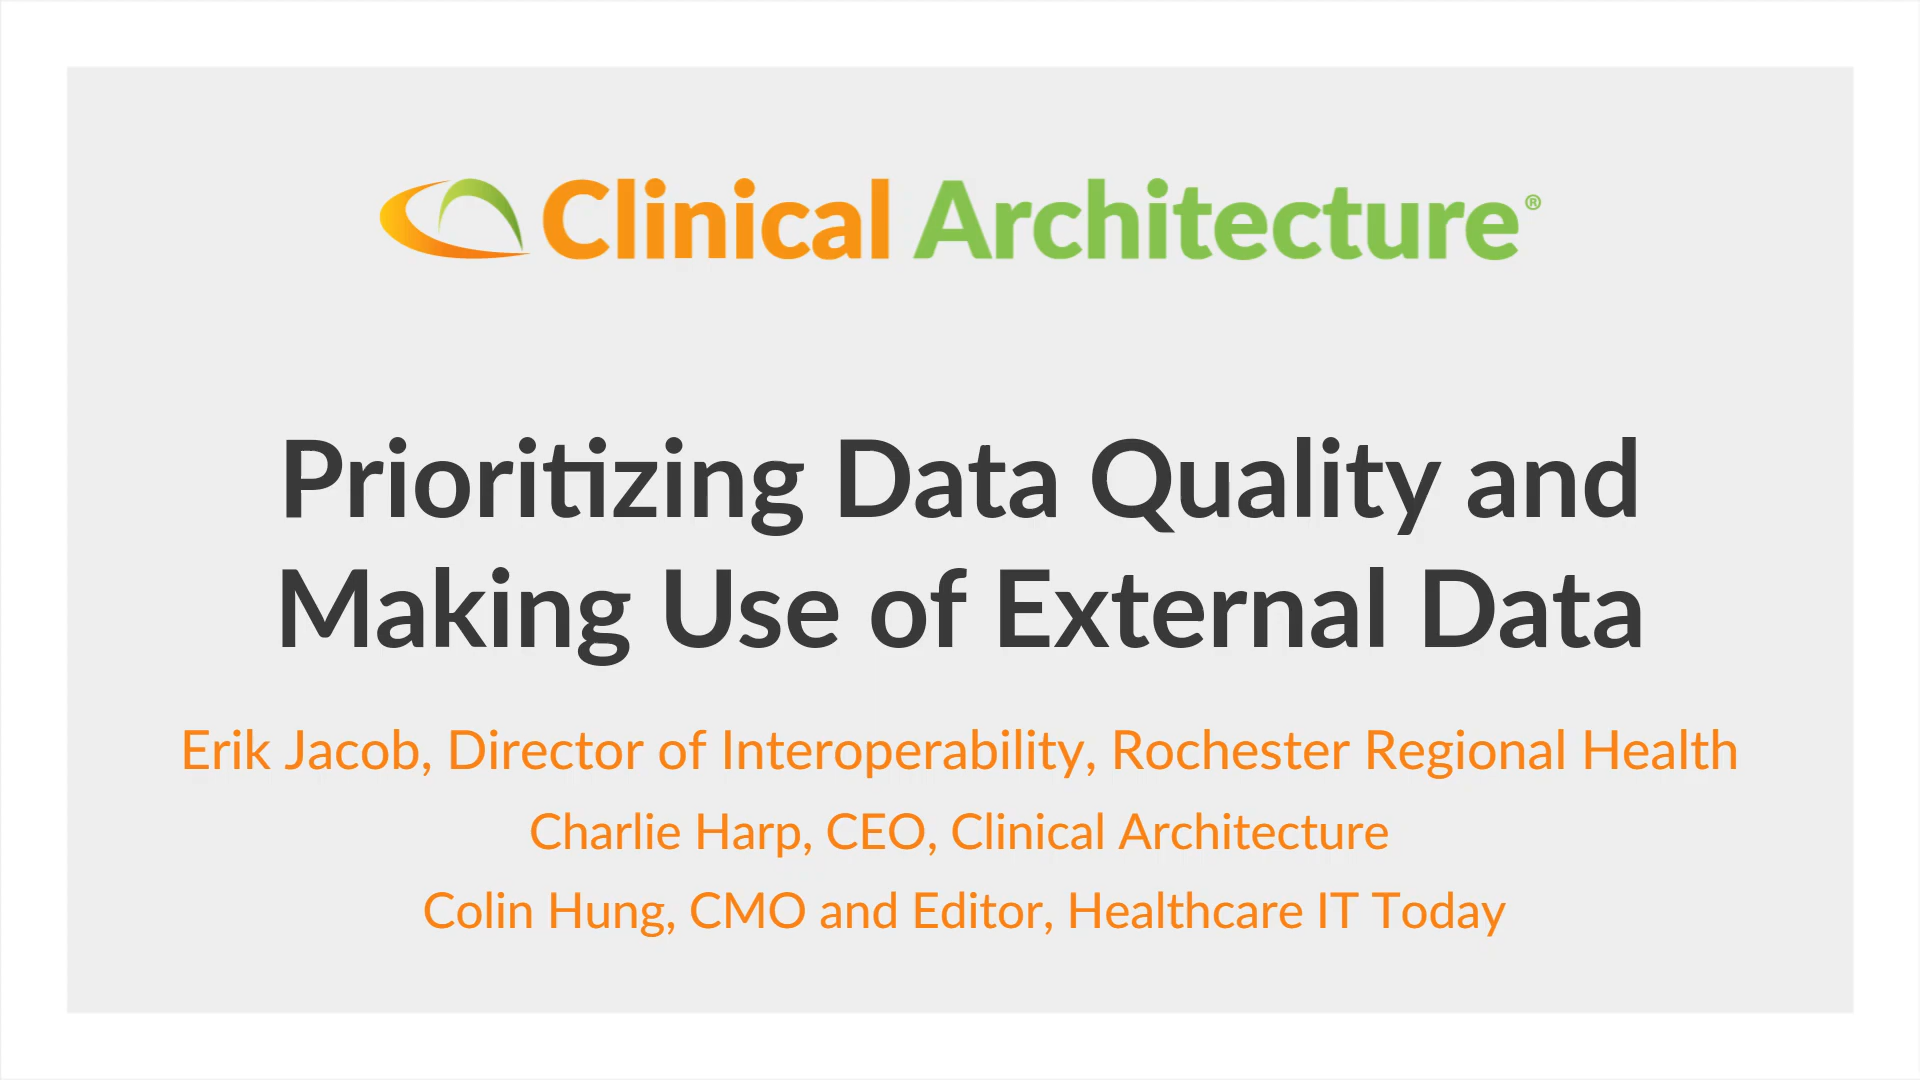 Clinical Architecture®
Prioritizing Data Quality and
Making Use of External Data
Erik Jacob, Director of Interoperability, Rochester Regional Health
Charlie Harp, CEO, Clinical Architecture
Colin Hung, CMO and Editor, Healthcare IT Today